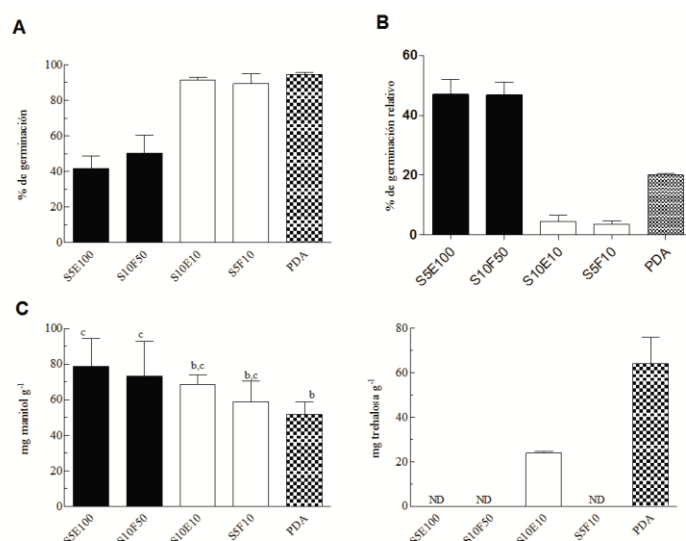 A
100
80
60
40
20
0
% de germinación
S5E100
S10F50
S10E10
S5F10
PDA
B
60
40
20
0
% de germinación relativo
S5E100
S10F50
S10E10
S5F10
PDA
C
100
80
60
40
20
0
mg manitol g-1
c
c
b,c
b,c
b
S5E100
S10F50
S10E10
S5F10
PDA
80
60
40
20
0
mg trehalosa g-1
ND
ND
ND
S5E100
S10F50
S10E10
S5F10
PDA